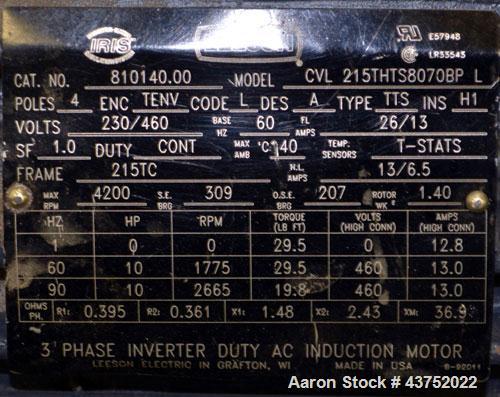 IRIS LEESON E57948
LR33543
CAT. NO. 810140.00 MODEL CVL 215THTS8070BP L
POLES 4 ENC TENV CODE L DES A TYPE TTS INS H1
VOLTS 230/460 BASE HZ 60 FL AMPS 26/13
SF 1.0 DUTY CONT MAX AMB °C 40 TEMP. SENSORS T-STATS
FRAME 215TC N.L. AMPS 13/6.5
MAX RPM 4200 S.E. BRG 309 O.S.E. BRG 207 ROTOR WK² 1.40
HZ HP RPM TORQUE (LB FT) VOLTS (HIGH CONN) AMPS (HIGH CONN)
0 0 29.5 0 12.8
60 10 1775 29.5 460 13.0
90 10 2665 19.8 460 13.0
OHMS PH. R1: 0.395 R2: 0.361 X1: 1.48 X2: 2.43 XM: 36.9
3 PHASE INVERTER DUTY AC INDUCTION MOTOR
LEESON ELECTRIC IN GRAFTON, WI MADE IN USA
Aaron Stock # 43752022